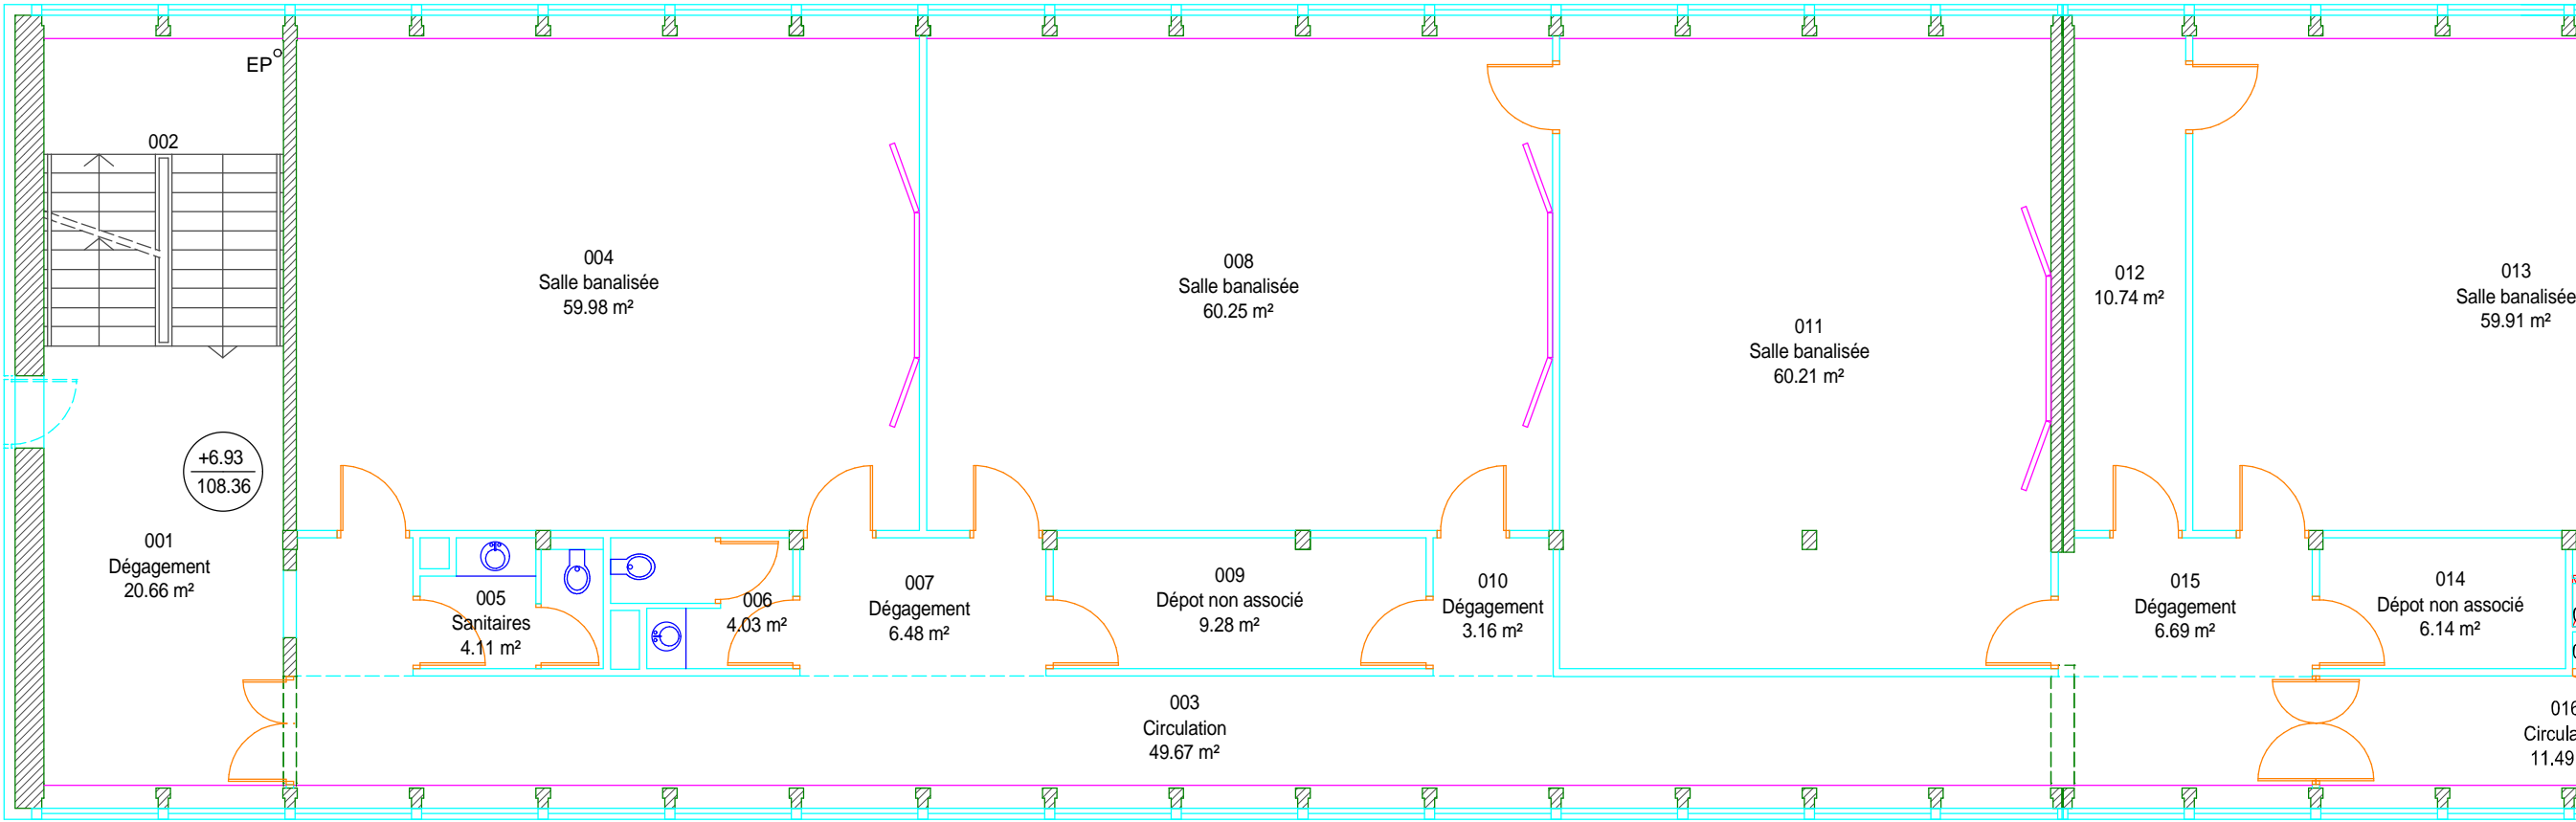 EP
002
+6.93
108.36
001
Dégagement
20.66 m²
004
Salle banalisée
59.98 m²
005
Sanitaires
4.11 m²
006
4.03 m²
007
Dégagement
6.48 m²
008
Salle banalisée
60.25 m²
009
Dépot non associé
9.28 m²
010
Dégagement
3.16 m²
003
Circulation
49.67 m²
011
Salle banalisée
60.21 m²
012
10.74 m²
013
Salle banalisée
59.91 m²
015
Dégagement
6.69 m²
014
Dépot non associé
6.14 m²
016
Circula
11.49